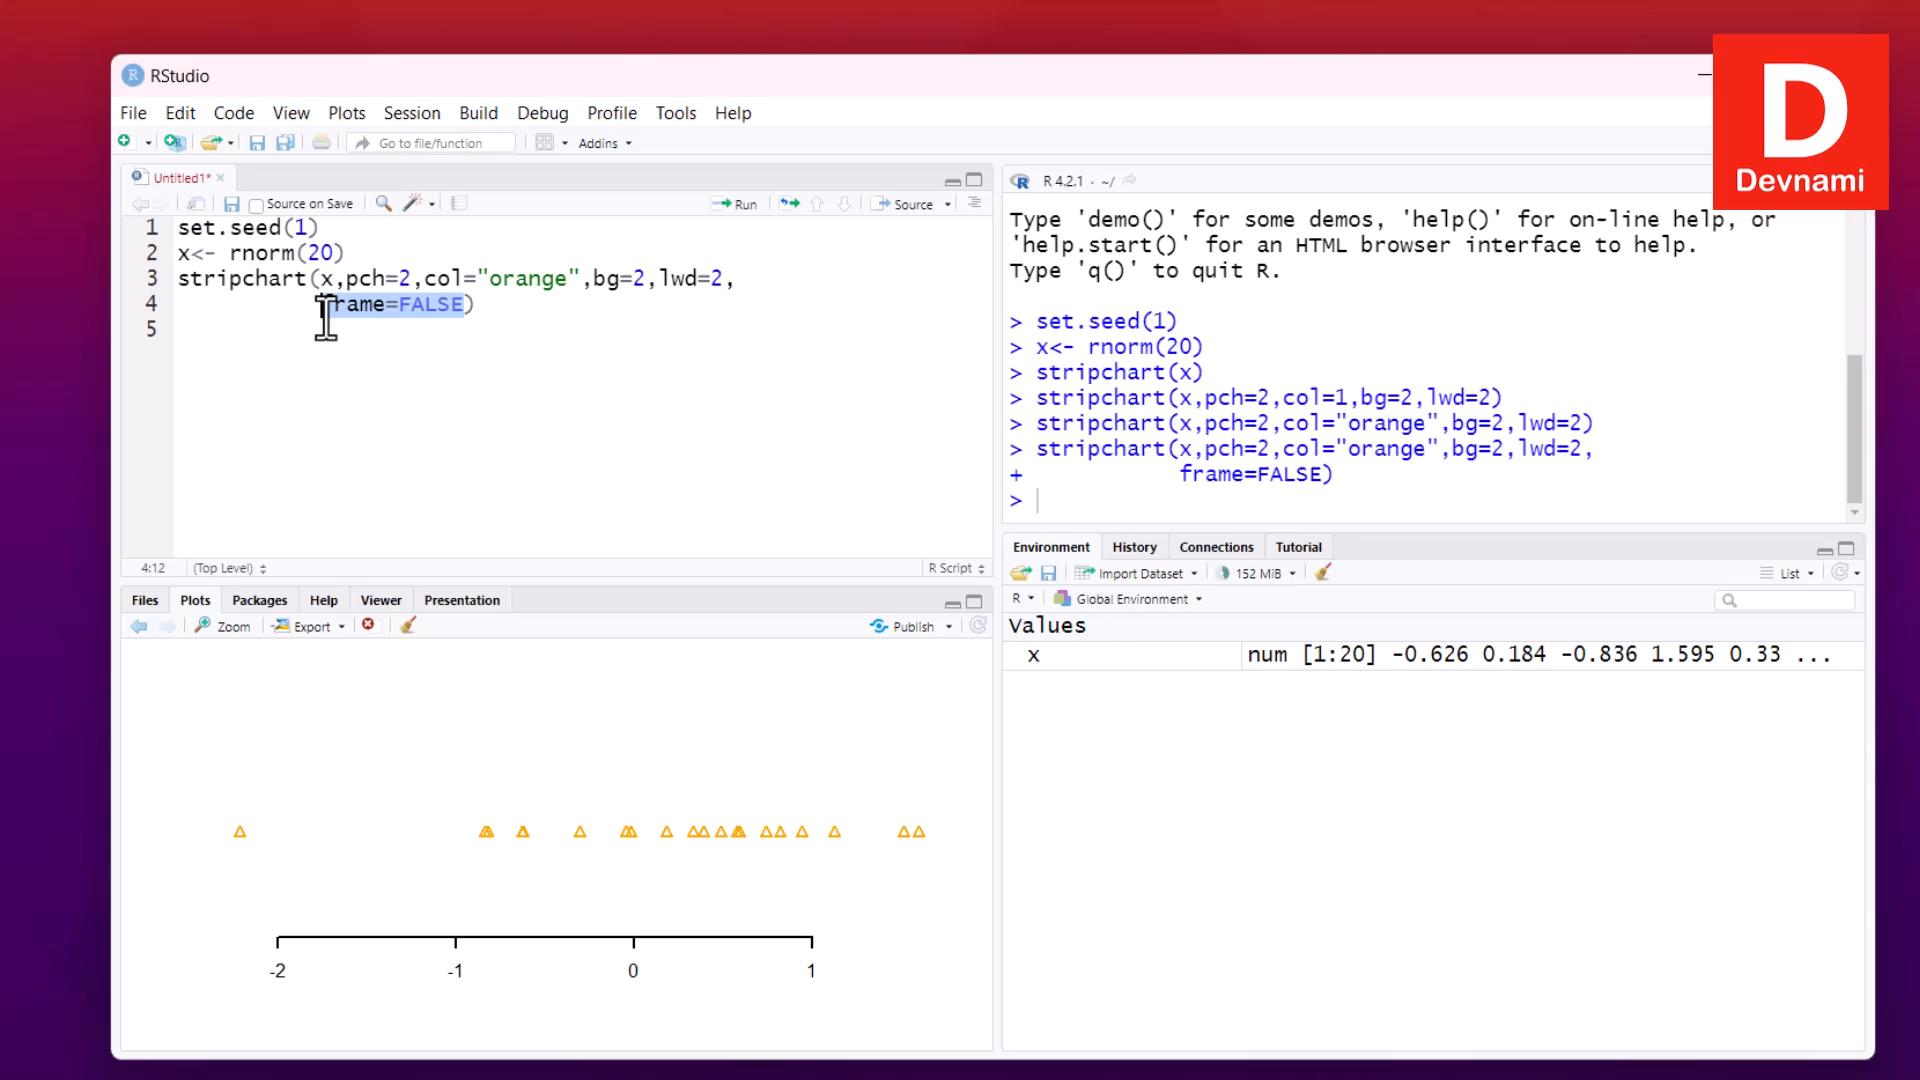 RStudio
D
Devnami
File Edit Code View Plots Session Build Debug Profile Tools Help
Go to file/function Addins
Untitled1*
Source on Save Run Source
1 set.seed(1)
2 x<- rnorm(20)
3 stripchart(x,pch=2,col="orange",bg=2,lwd=2,
4 frame=FALSE)
5
4:12 (Top Level) R Script
R 4.2.1 · ~/
Type 'demo()' for some demos, 'help()' for on-line help, or
'help.start()' for an HTML browser interface to help.
Type 'q()' to quit R.
> set.seed(1)
> x<- rnorm(20)
> stripchart(x)
> stripchart(x,pch=2,col=1,bg=2,lwd=2)
> stripchart(x,pch=2,col="orange",bg=2,lwd=2)
> stripchart(x,pch=2,col="orange",bg=2,lwd=2,
+ frame=FALSE)
>
Files Plots Packages Help Viewer Presentation
Zoom Export Publish
-2 -1 0 1
Environment History Connections Tutorial
Import Dataset 152 MiB List
R Global Environment
Values
x num [1:20] -0.626 0.184 -0.836 1.595 0.33 ...